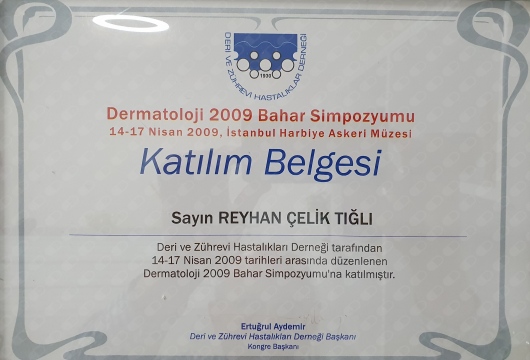 DERİ VE ZÜHREVİ HASTALIKLAR DERNEĞİ
1930
Dermatoloji 2009 Bahar Simpozyumu
14-17 Nisan 2009, İstanbul Harbiye Askeri Müzesi
Katılım Belgesi
Sayın REYHAN ÇELİK TIĞLI
Deri ve Zührevi Hastalıkları Derneği tarafından
14-17 Nisan 2009 tarihleri arasında düzenlenen
Dermatoloji 2009 Bahar Simpozyumu'na katılmıştır.
Ertuğrul Aydemir
Deri ve Zührevi Hastalıkları Derneği Başkanı
Kongre Başkanı